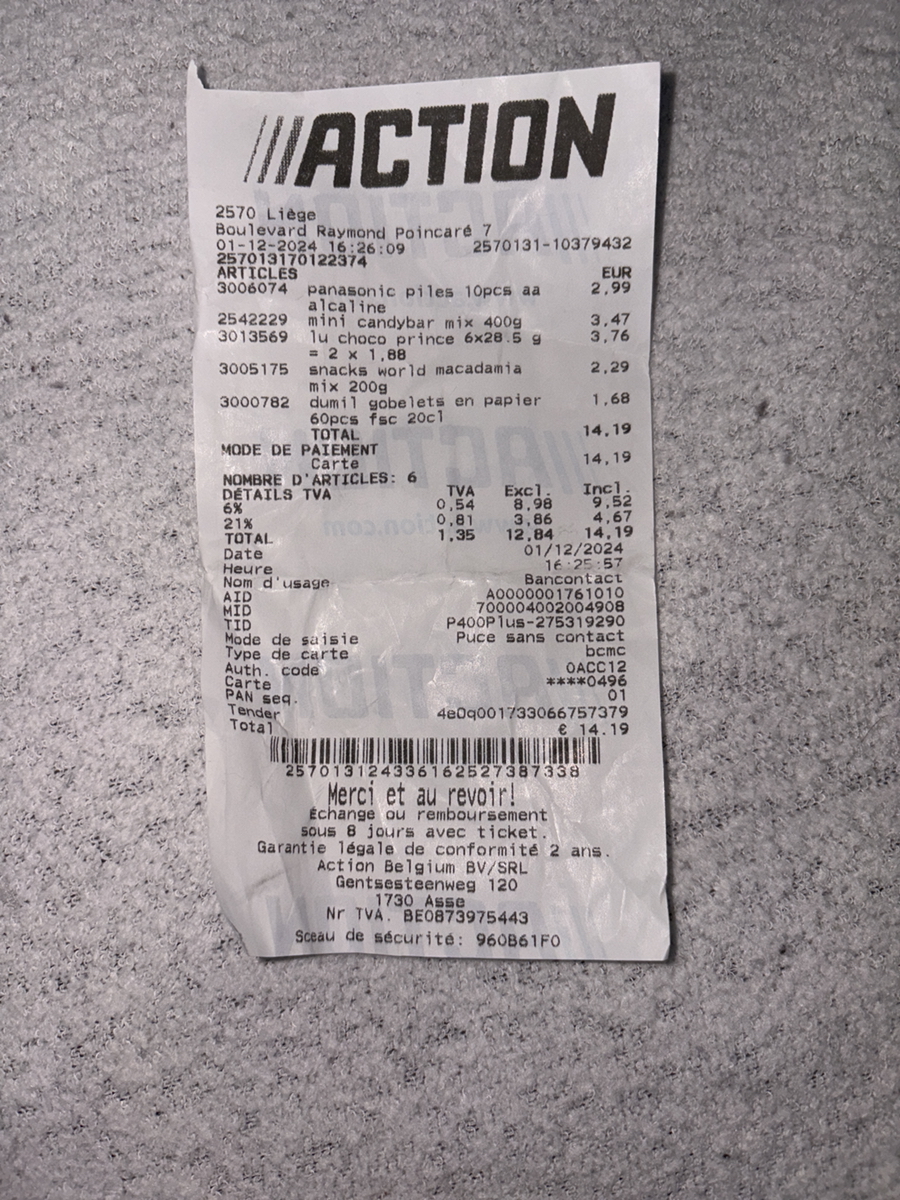 ///ACTION
2570 Liège
Boulevard Raymond Poincaré 7
01-12-2024 16:26:09 2570131-10379432
257013170122374
ARTICLES EUR
3006074 panasonic piles 10pcs aa 2,99
alcaline
2542229 mini candybar mix 400g 3,47
3013569 lu choco prince 6x28.5 g 3,76
= 2 x 1,88
3005175 snacks world macadamia 2,29
mix 200g
3000782 dumil gobelets en papier 1,68
60pcs fsc 20cl
TOTAL 14,19
MODE DE PAIEMENT
Carte 14,19
NOMBRE D'ARTICLES: 6
DÉTAILS TVA TVA Excl. Incl.
6% 0,54 8,98 9,52
21% 0,81 3,86 4,67
TOTAL 1,35 12,84 14,19
Date 01/12/2024
Heure 16:25:57
Nom d'usage Bancontact
AID A0000001761010
MID 700004002004908
TID P400Plus-275319290
Mode de saisie Puce sans contact
Type de carte bcmc
Auth. code 0ACC12
Carte ****0496
PAN seq. 01
Tender 4e0q001733066757379
Total € 14.19
257013124336162527387338
Merci et au revoir!
Échange ou remboursement
sous 8 jours avec ticket.
Garantie légale de conformité 2 ans.
Action Belgium BV/SRL
Gentsesteenweg 120
1730 Asse
Nr TVA. BE0873975443
Sceau de sécurité: 960B61F0